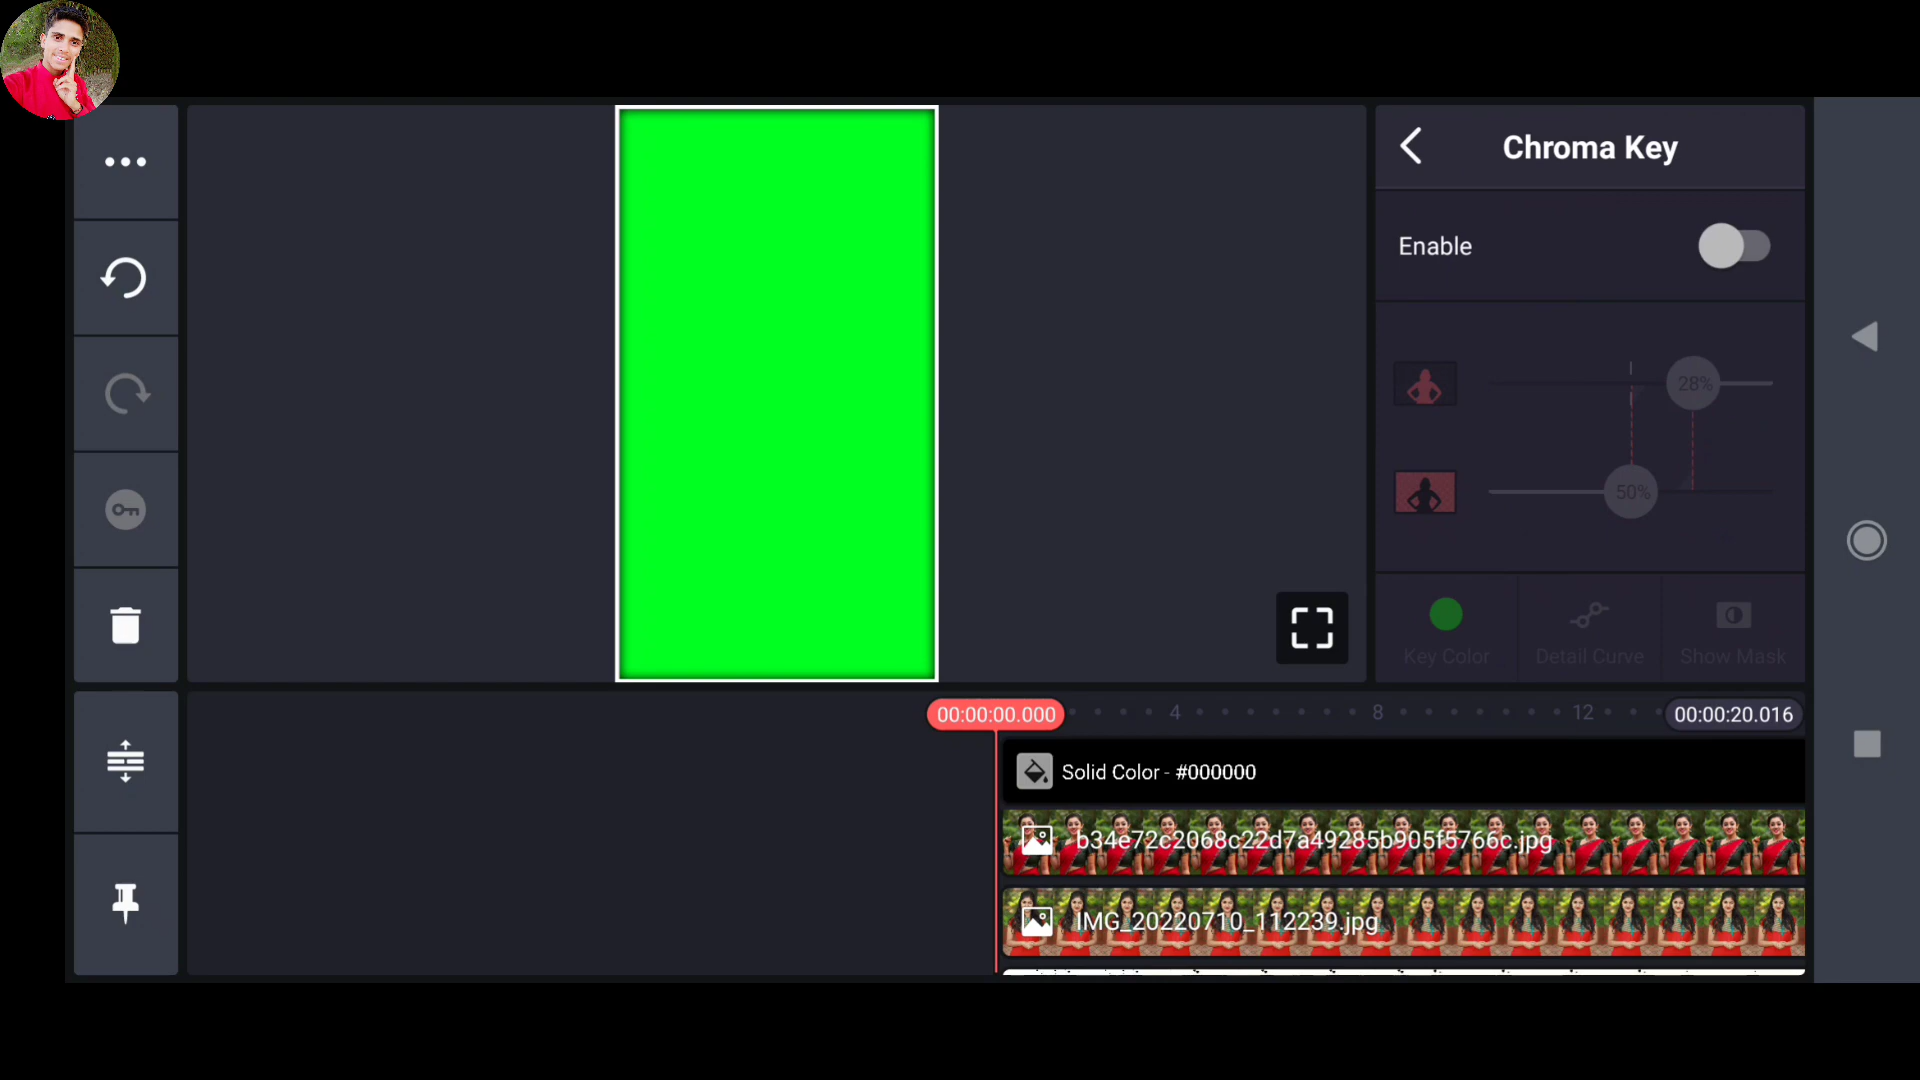 Chroma Key
Enable
28%
50%
Key Color
Detail Curve
Show Mask
00:00:00.000
4
8
12
00:00:20.016
Solid Color - #000000
b34e72c2068c22d7a49285b905f5766c.jpg
IMG_20220710_112239.jpg